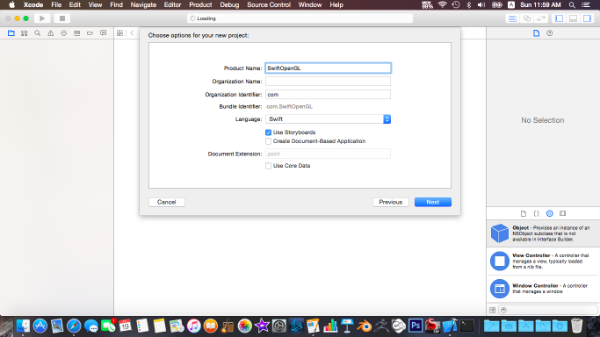 Xcode File Edit View Find Navigate Editor Product Debug Source Control Window Help
Sun 11:59 AM
Loading
Choose options for your new project:
Product Name: SwiftOpenGL
Organization Name:
Organization Identifier: com
Bundle Identifier: com.SwiftOpenGL
Language: Swift
Use Storyboards
Create Document-Based Application
Document Extension:
Use Core Data
Cancel Previous Next
No Selection
Object - Provides an instance of an
NSObject subclass that is not
available in Interface Builder.
View Controller - A controller that
manages a view, typically loaded
from a nib file.
Window Controller - A controller
that manages a window